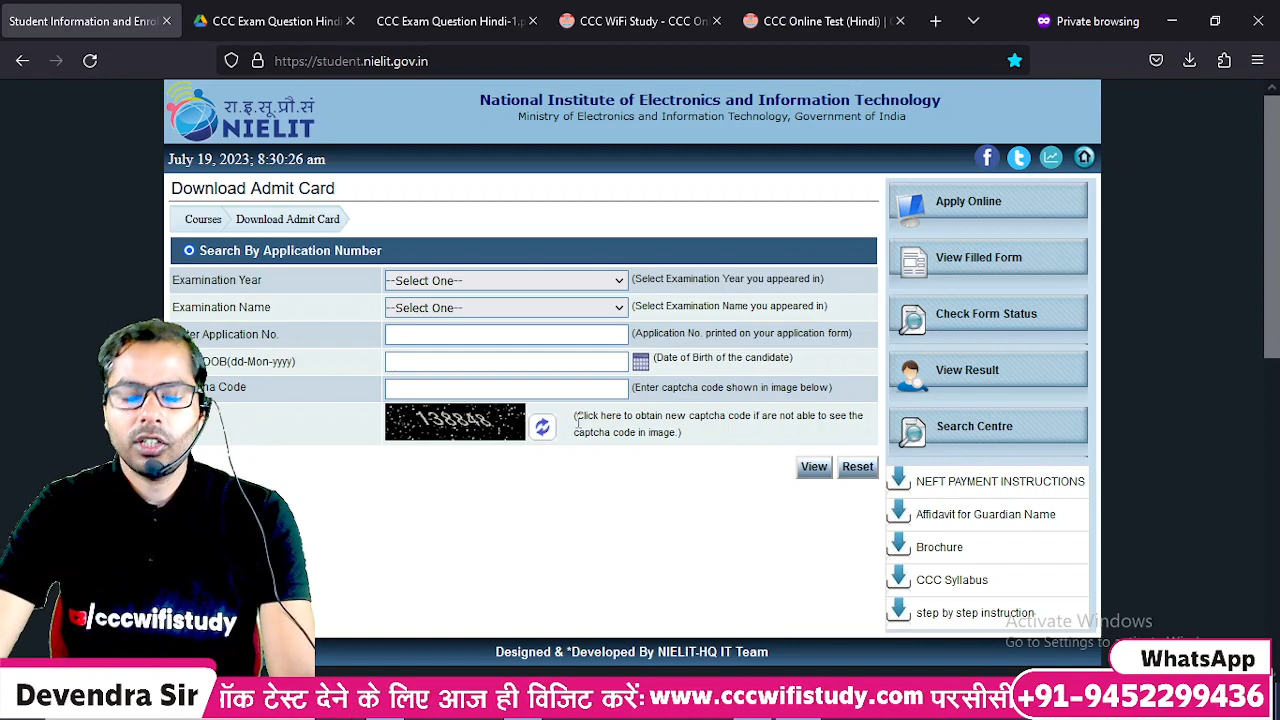 Student Information and Enrol
CCC Exam Question Hindi
CCC Exam Question Hindi-1.p
CCC WiFi Study - CCC On
CCC Online Test (Hindi) | C
Private browsing
https://student.nielit.gov.in
रा.इ.सू.प्रौ.सं
NIELIT
National Institute of Electronics and Information Technology
Ministry of Electronics and Information Technology, Government of India
July 19, 2023; 8:30:26 am
Download Admit Card
Courses
Download Admit Card
Search By Application Number
Examination Year
--Select One--
(Select Examination Year you appeared in)
Examination Name
--Select One--
(Select Examination Name you appeared in)
Application No.
(Application No. printed on your application form)
DOB(dd-Mon-yyyy)
(Date of Birth of the candidate)
Code
(Enter captcha code shown in image below)
138848
(Click here to obtain new captcha code if are not able to see the
captcha code in image.)
View
Reset
Apply Online
View Filled Form
Check Form Status
View Result
Search Centre
NEFT PAYMENT INSTRUCTIONS
Affidavit for Guardian Name
Brochure
CCC Syllabus
step by step instruction
Activate Windows
Go to Settings to
Designed & *Developed By NIELIT-HQ IT Team
/cccwifistudy
WhatsApp
Devendra Sir
मॉक टेस्ट देने के लिए आज ही विजिट करें: www.cccwifistudy.com परसीसी
+91-9452299436